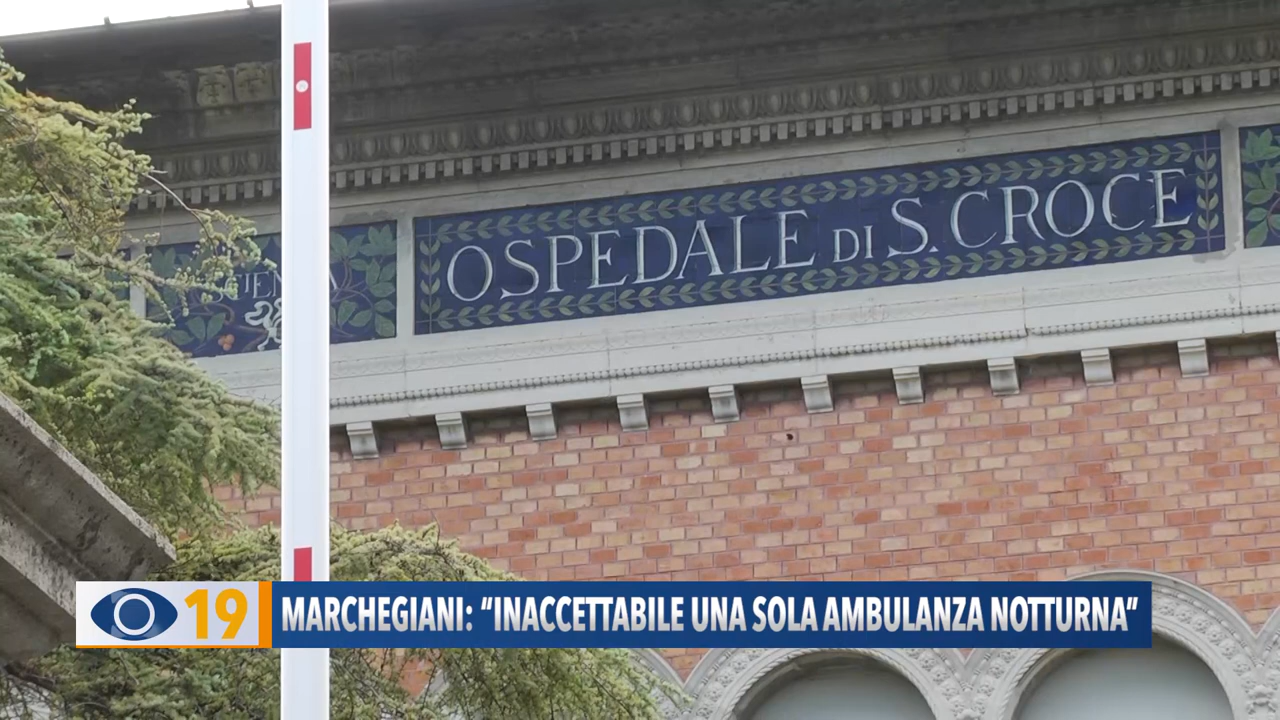 OSPEDALE DI S. CROCE
19
MARCHEGIANI: “INACCETTABILE UNA SOLA AMBULANZA NOTTURNA”